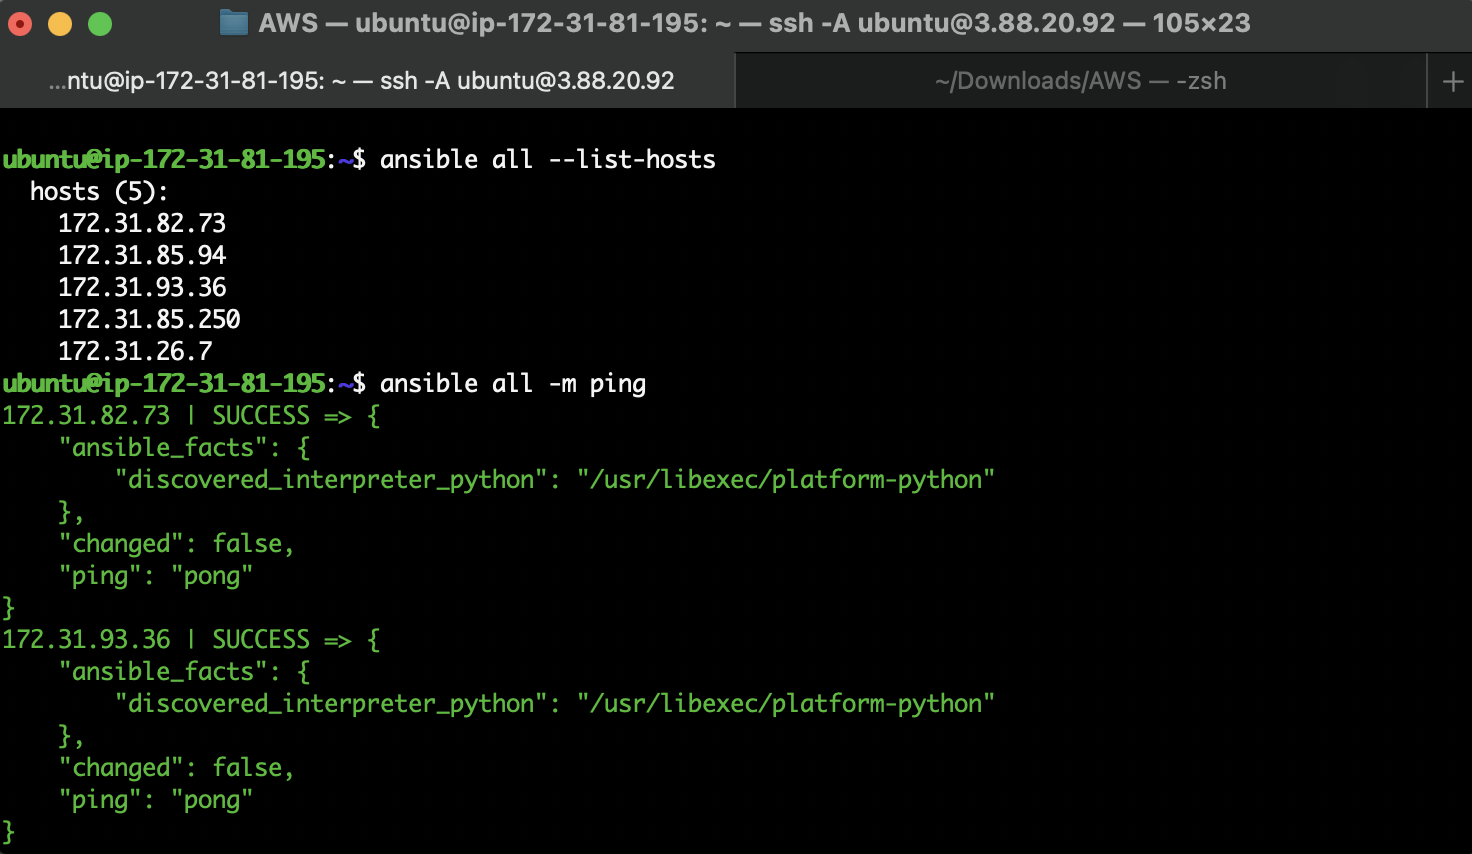 AWS — ubuntu@ip-172-31-81-195: ~ — ssh -A ubuntu@3.88.20.92 — 105×23
...ntu@ip-172-31-81-195: ~ — ssh -A ubuntu@3.88.20.92
~/Downloads/AWS — -zsh
+
ubuntu@ip-172-31-81-195:~$ ansible all --list-hosts
  hosts (5):
    172.31.82.73
    172.31.85.94
    172.31.93.36
    172.31.85.250
    172.31.26.7
ubuntu@ip-172-31-81-195:~$ ansible all -m ping
172.31.82.73 | SUCCESS => {
    "ansible_facts": {
        "discovered_interpreter_python": "/usr/libexec/platform-python"
    },
    "changed": false,
    "ping": "pong"
}
172.31.93.36 | SUCCESS => {
    "ansible_facts": {
        "discovered_interpreter_python": "/usr/libexec/platform-python"
    },
    "changed": false,
    "ping": "pong"
}